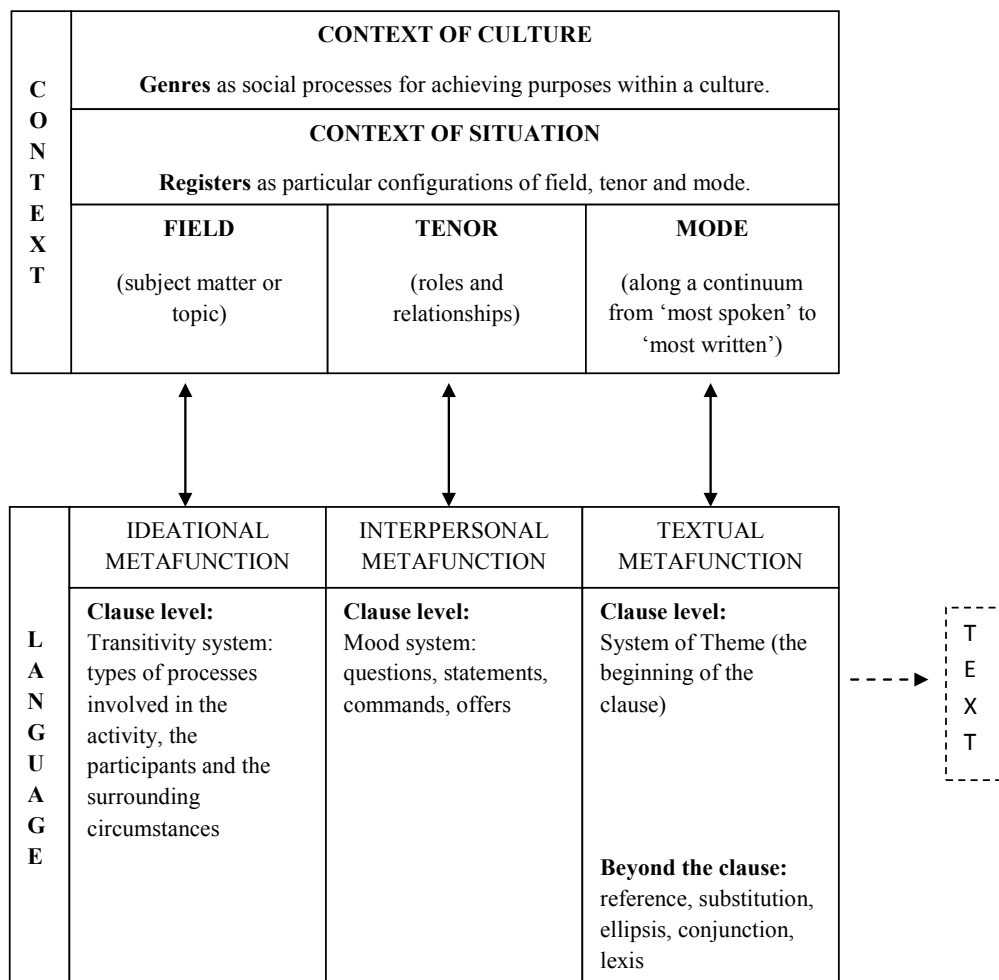 CONTEXT
CONTEXT OF CULTURE
Genres as social processes for achieving purposes within a culture.
CONTEXT OF SITUATION
Registers as particular configurations of field, tenor and mode.
FIELD
(subject matter or
topic)
TENOR
(roles and
relationships)
MODE
(along a continuum
from ‘most spoken’ to
‘most written’)
LANGUAGE
IDEATIONAL
METAFUNCTION
Clause level:
Transitivity system:
types of processes
involved in the
activity, the
participants and the
surrounding
circumstances
INTERPERSONAL
METAFUNCTION
Clause level:
Mood system:
questions, statements,
commands, offers
TEXTUAL
METAFUNCTION
Clause level:
System of Theme (the
beginning of the
clause)
Beyond the clause:
reference, substitution,
ellipsis, conjunction,
lexis
TEXT